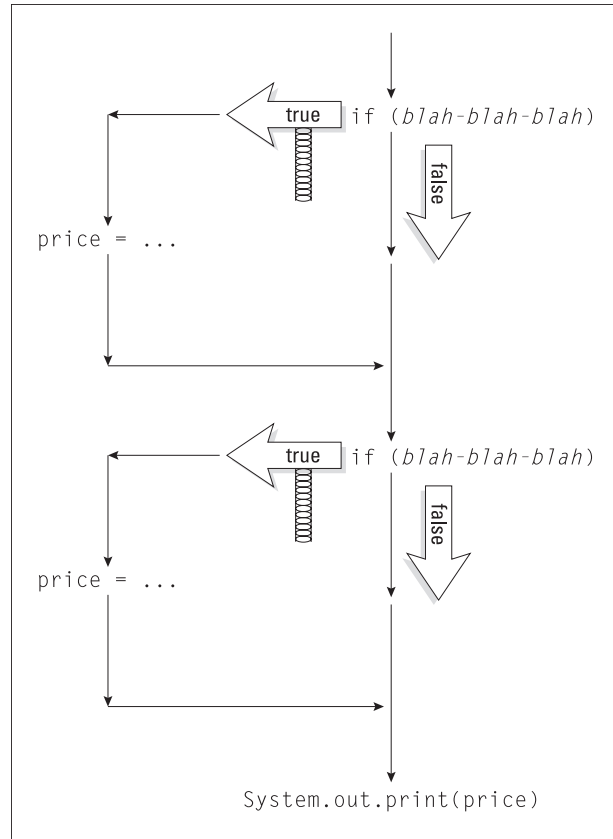 true if (blah-blah-blah)
false
price = ...
true if (blah-blah-blah)
false
price = ...
System.out.print(price)